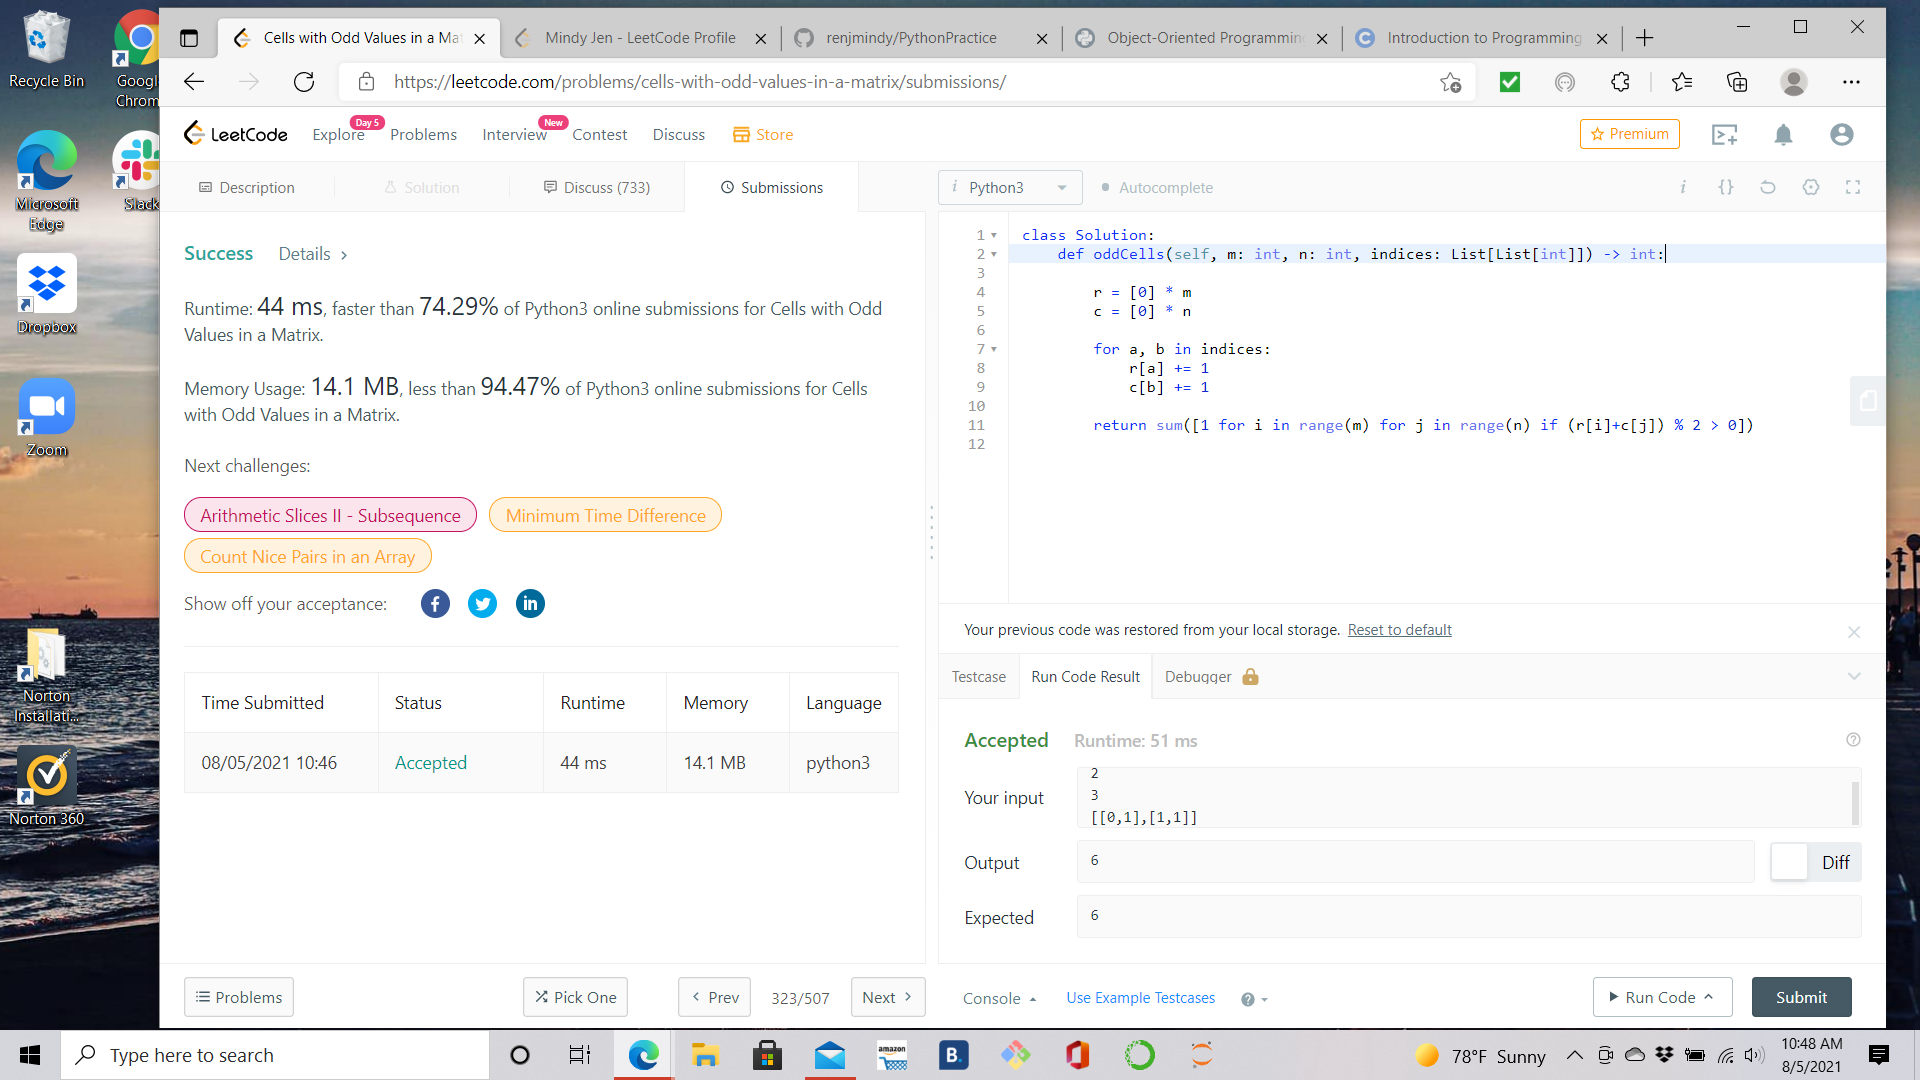 Recycle Bin
Googl
Chrom
Microsoft
Edge
Slack
Dropbox
Zoom
Norton
Installati...
Norton 360
Cells with Odd Values in a Mat
Mindy Jen - LeetCode Profile
renjmindy/PythonPractice
Object-Oriented Programming
Introduction to Programming
https://leetcode.com/problems/cells-with-odd-values-in-a-matrix/submissions/
LeetCode
Explore
Day 5
Problems
Interview
New
Contest
Discuss
Store
Premium
Description
Solution
Discuss (733)
Submissions
i Python3
Autocomplete
i
{}
Success
Details >
Runtime: 44 ms, faster than 74.29% of Python3 online submissions for Cells with Odd
Values in a Matrix.
Memory Usage: 14.1 MB, less than 94.47% of Python3 online submissions for Cells
with Odd Values in a Matrix.
Next challenges:
Arithmetic Slices II - Subsequence
Minimum Time Difference
Count Nice Pairs in an Array
Show off your acceptance:
f
in
Time Submitted Status Runtime Memory Language
08/05/2021 10:46 Accepted 44 ms 14.1 MB python3
1 class Solution:
2 def oddCells(self, m: int, n: int, indices: List[List[int]]) -> int:
3
4 r = [0] * m
5 c = [0] * n
6
7 for a, b in indices:
8 r[a] += 1
9 c[b] += 1
10
11 return sum([1 for i in range(m) for j in range(n) if (r[i]+c[j]) % 2 > 0])
12
Your previous code was restored from your local storage. Reset to default
Testcase
Run Code Result
Debugger
Accepted
Runtime: 51 ms
Your input
2
3
[[0,1],[1,1]]
Output
6
Diff
Expected
6
Problems
Pick One
< Prev
323/507
Next >
Console
Use Example Testcases
?
Run Code
Submit
Type here to search
amazon
B.
78°F Sunny
10:48 AM
8/5/2021